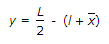 y = L/2 - (l + x̅)